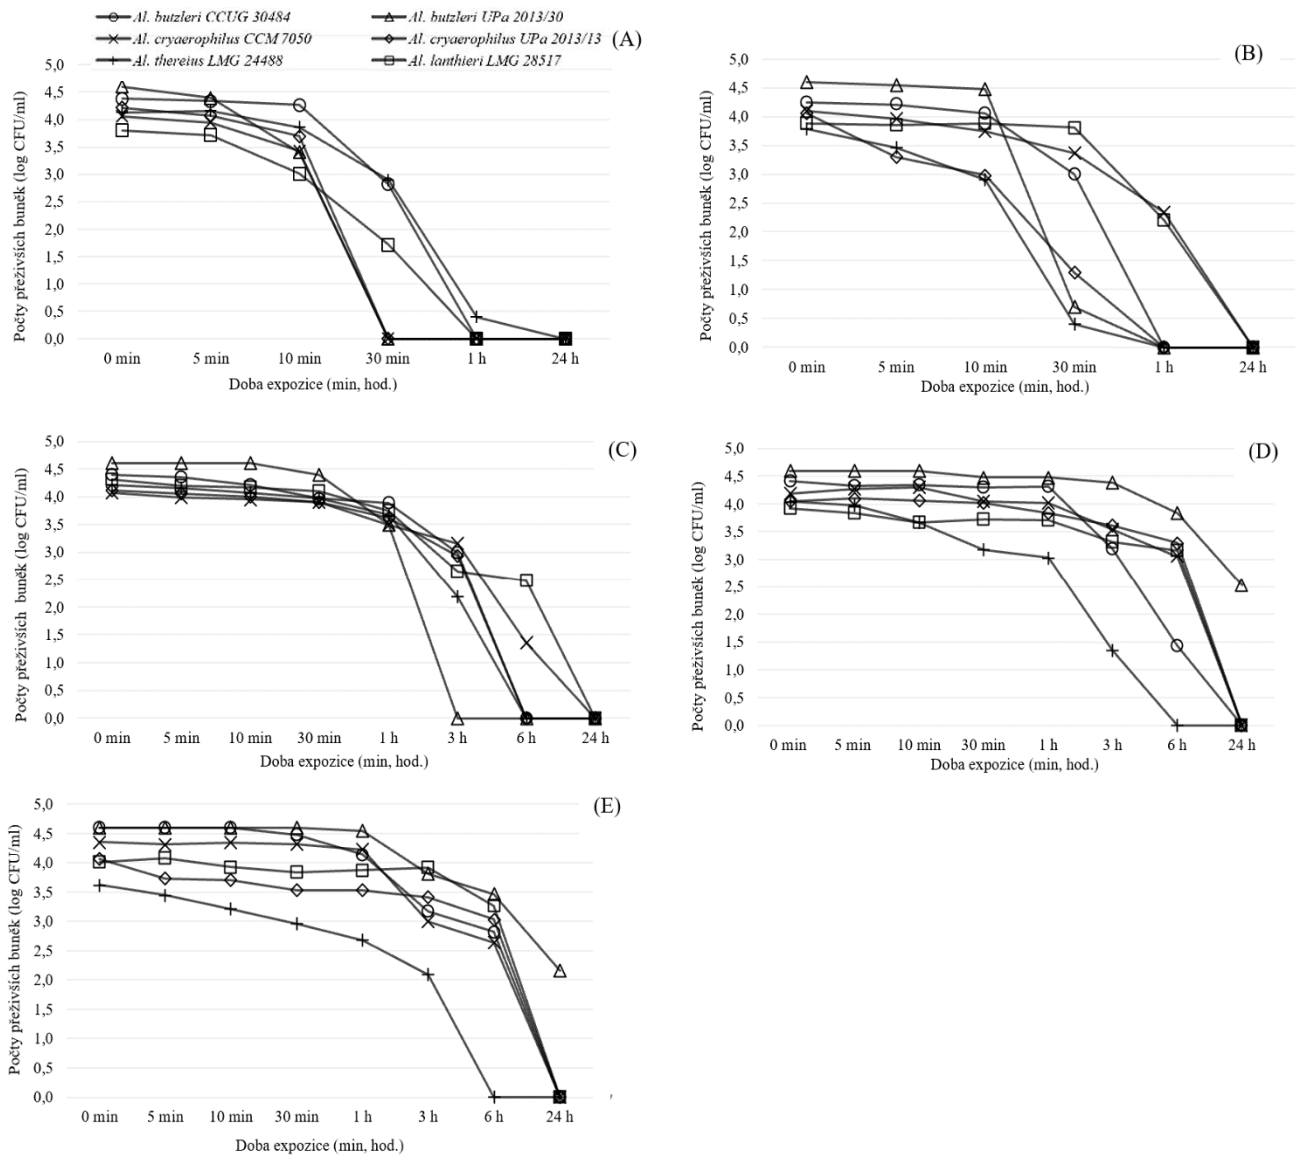 Al. butzleri CCUG 30484 Al. butzleri UPa 2013/30
Al. cryaerophilus CCM 7050 Al. cryaerophilus UPa 2013/13
Al. thereius LMG 24488 Al. lanthieri LMG 28517
(A)
Počty přeživších buněk (log CFU/ml)
5,0
4,5
4,0
3,5
3,0
2,5
2,0
1,5
1,0
0,5
0,0
0 min 5 min 10 min 30 min 1 h 24 h
Doba expozice (min, hod.)
(B)
Počty přeživších buněk (log CFU/ml)
5,0
4,5
4,0
3,5
3,0
2,5
2,0
1,5
1,0
0,5
0,0
0 min 5 min 10 min 30 min 1 h 24 h
Doba expozice (min, hod.)
(C)
Počty přeživších buněk (log CFU/ml)
5,0
4,5
4,0
3,5
3,0
2,5
2,0
1,5
1,0
0,5
0,0
0 min 5 min 10 min 30 min 1 h 3 h 6 h 24 h
Doba expozice (min, hod.)
(D)
Počty přeživších buněk (log CFU/ml)
5,0
4,5
4,0
3,5
3,0
2,5
2,0
1,5
1,0
0,5
0,0
0 min 5 min 10 min 30 min 1 h 3 h 6 h 24 h
Doba expozice (min, hod.)
(E)
Počty přeživších buněk (log CFU/ml)
5,0
4,5
4,0
3,5
3,0
2,5
2,0
1,5
1,0
0,5
0,0
0 min 5 min 10 min 30 min 1 h 3 h 6 h 24 h
Doba expozice (min, hod.)